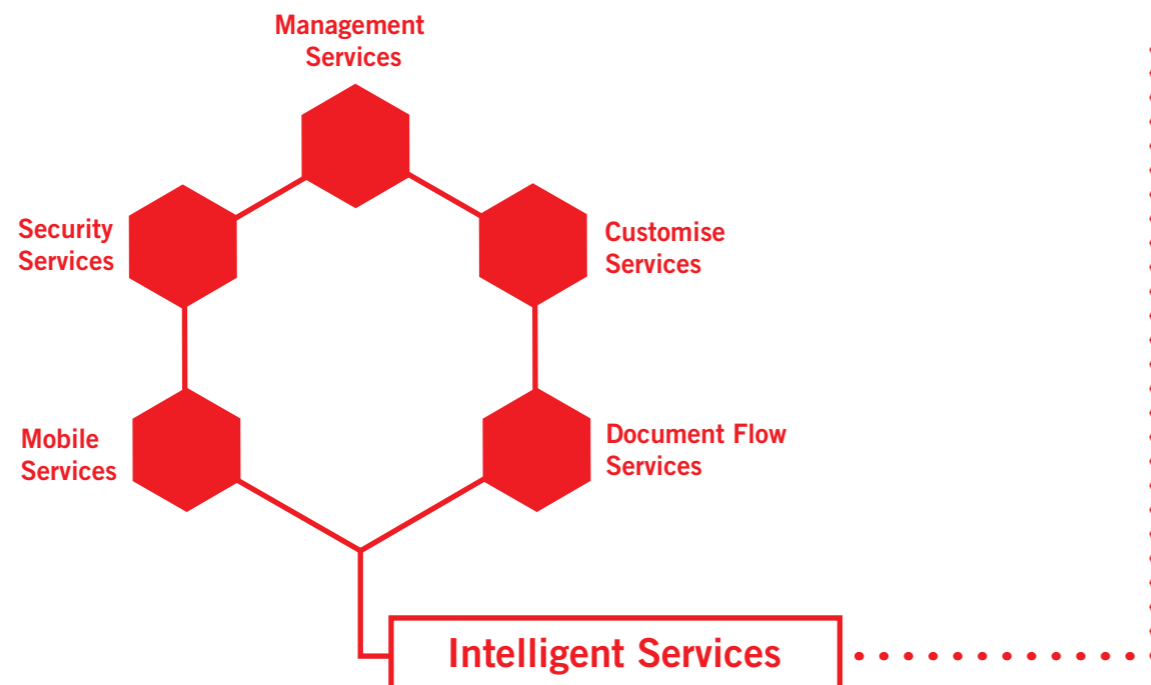 Management
Services
Security
Services
Customise
Services
Mobile
Services
Document Flow
Services
Intelligent Services